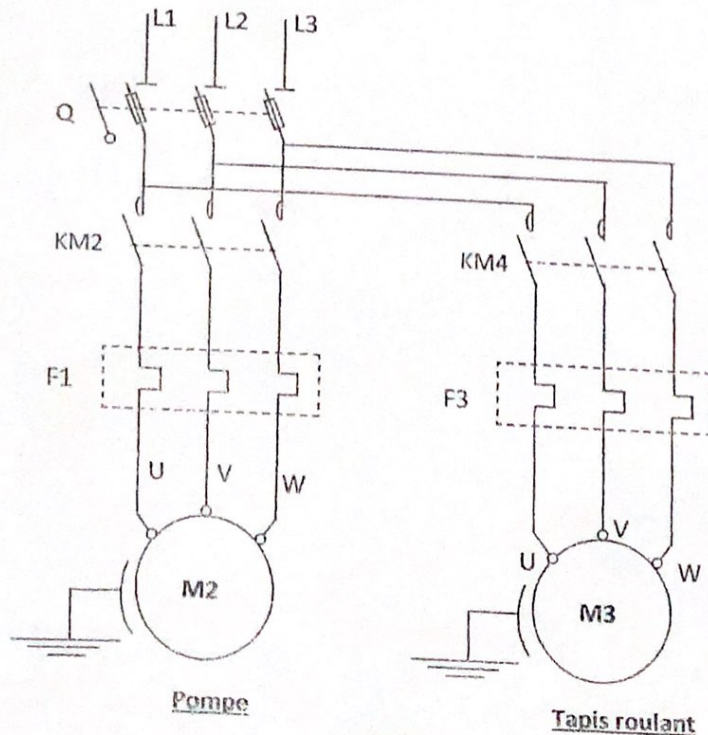 L1 L2 L3
Q
KM2
KM4
F1
F3
U V W
U V W
M2
M3
Pompe
Tapis roulant